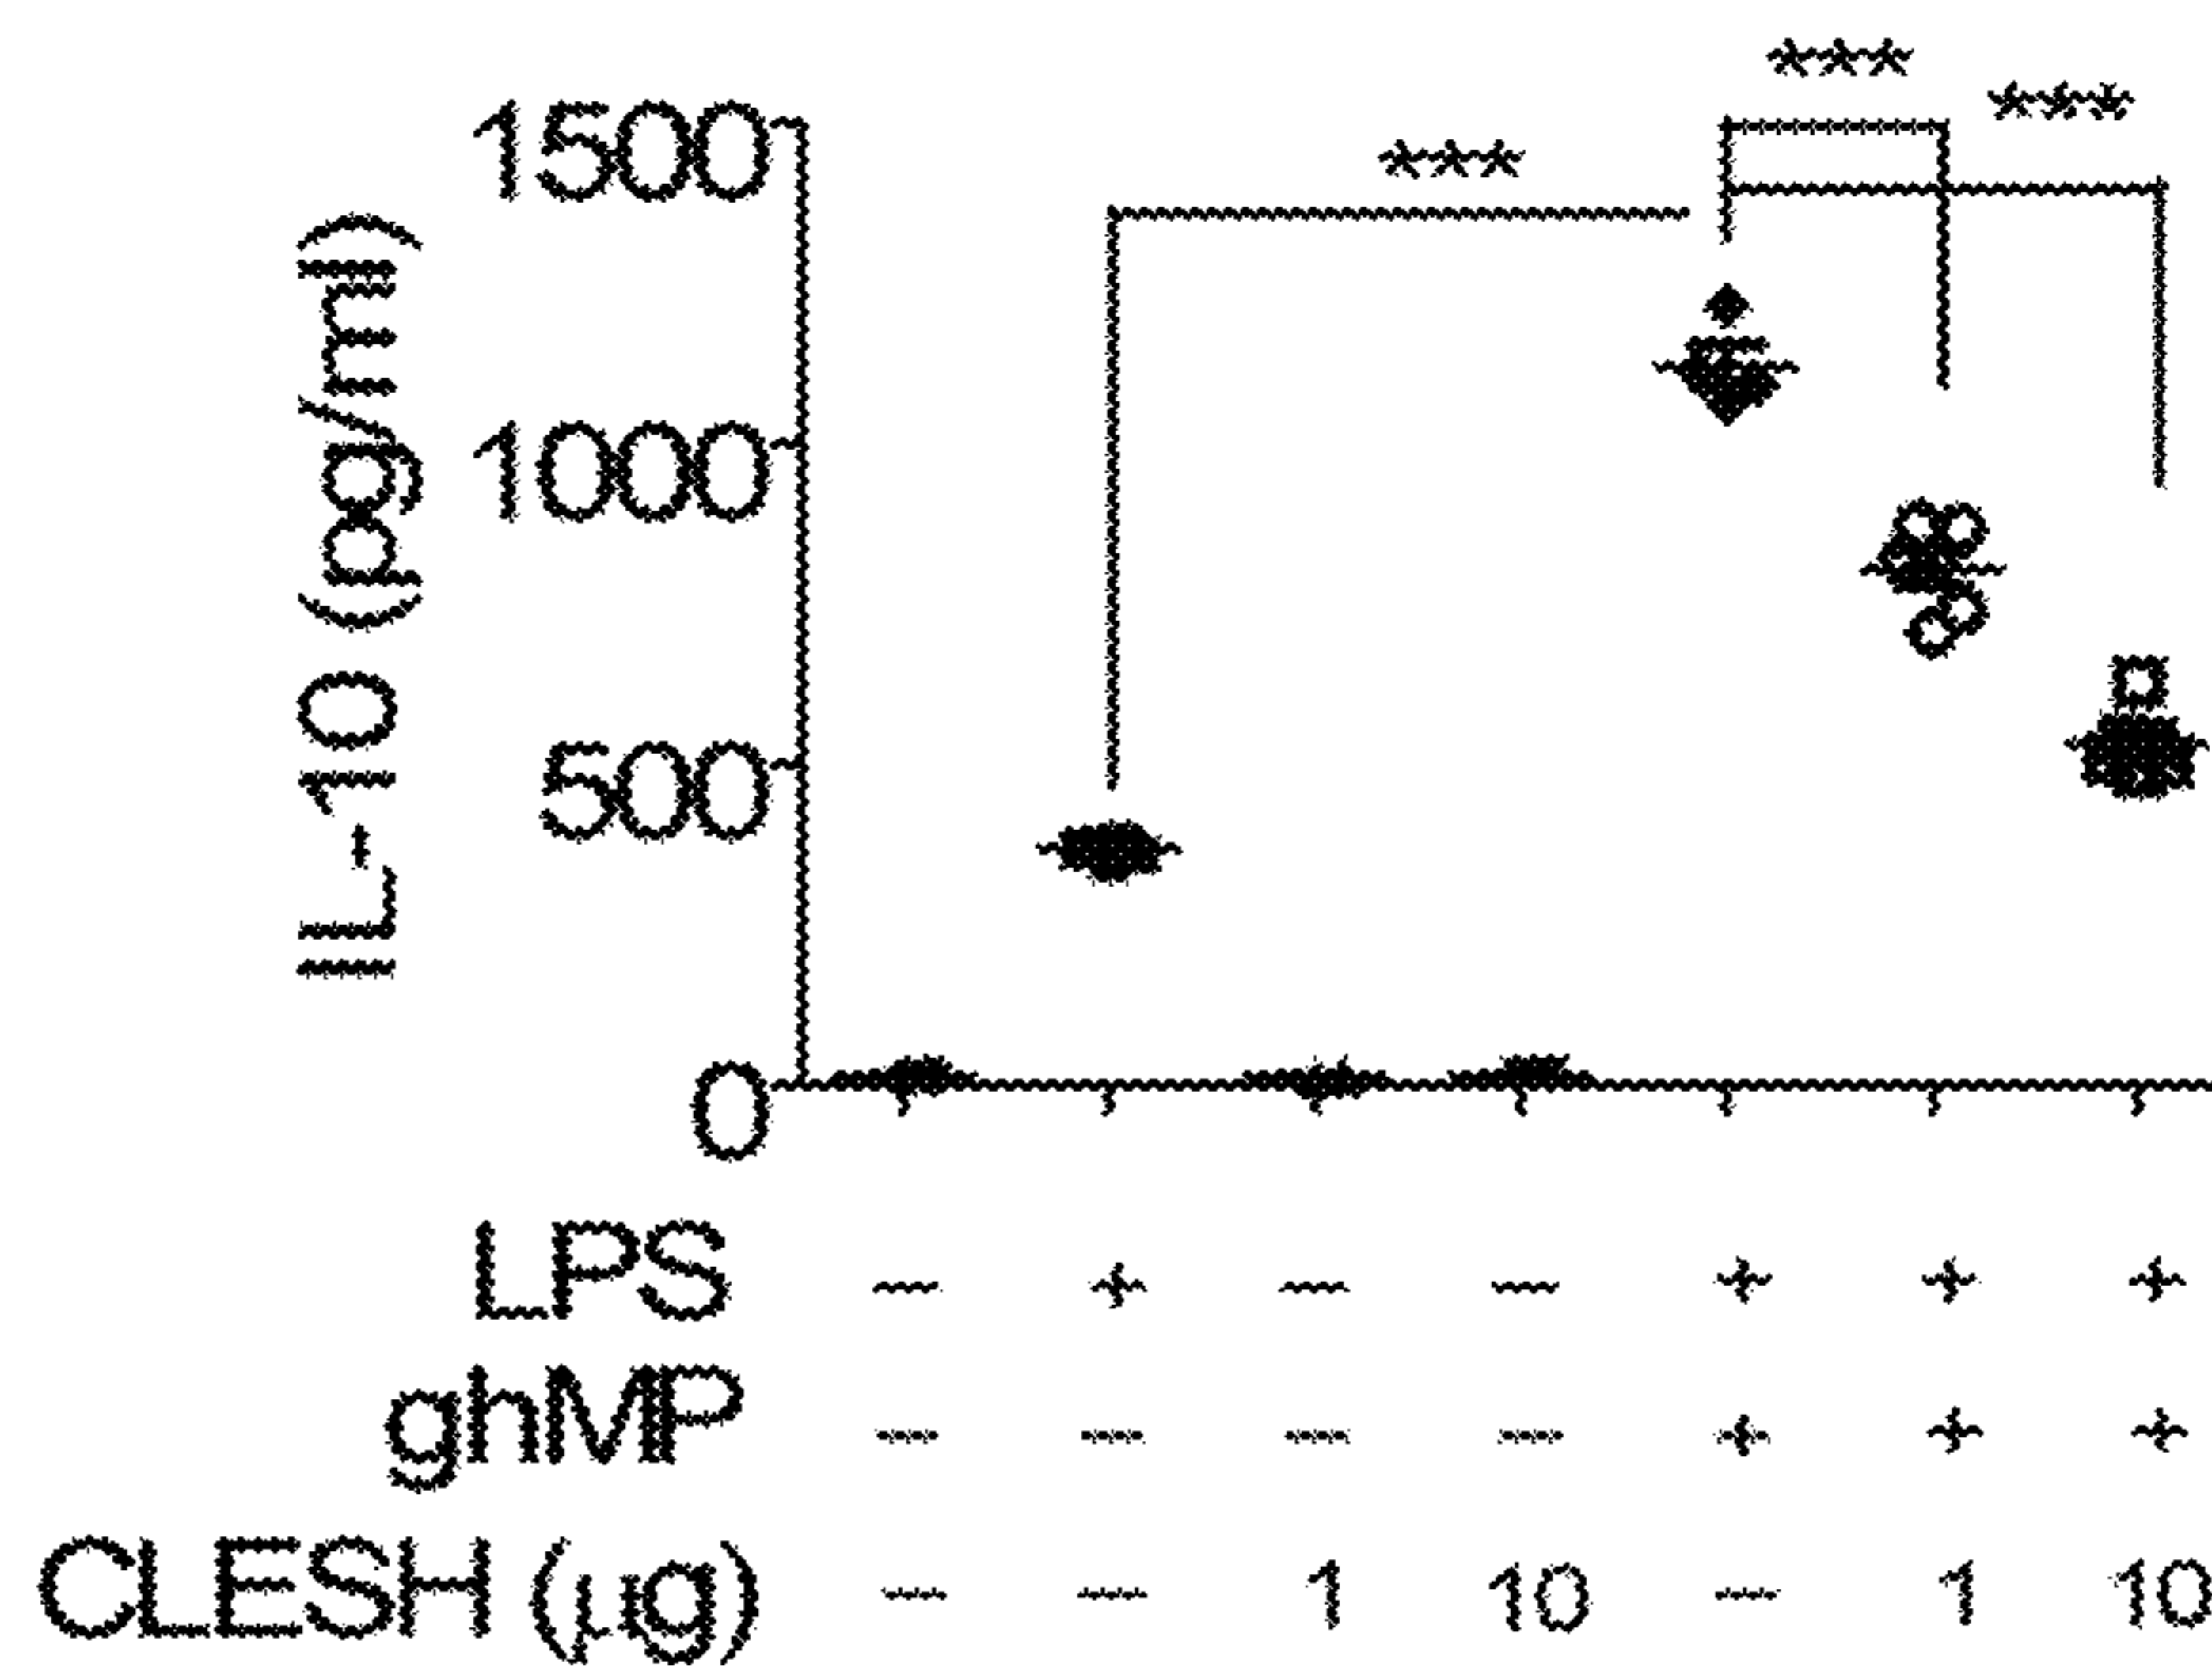 ***
***
***
1500
1000
500
0
IL-10 (pg/ml)
LPS - + - - + + +
ghMP - - - - + + +
CLESH (µg) - - 1 10 - 1 10